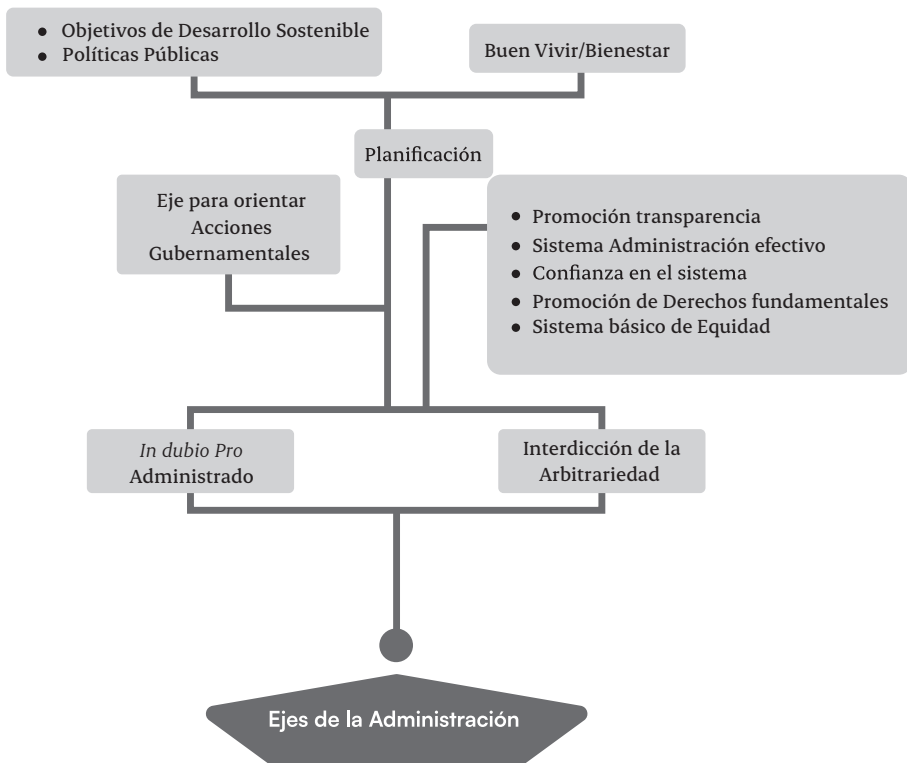 • Objetivos de Desarrollo Sostenible
• Políticas Públicas
Buen Vivir/Bienestar
Planificación
Eje para orientar
Acciones
Gubernamentales
• Promoción transparencia
• Sistema Administración efectivo
• Confianza en el sistema
• Promoción de Derechos fundamentales
• Sistema básico de Equidad
In dubio Pro
Administrado
Interdicción de la
Arbitrariedad
Ejes de la Administración